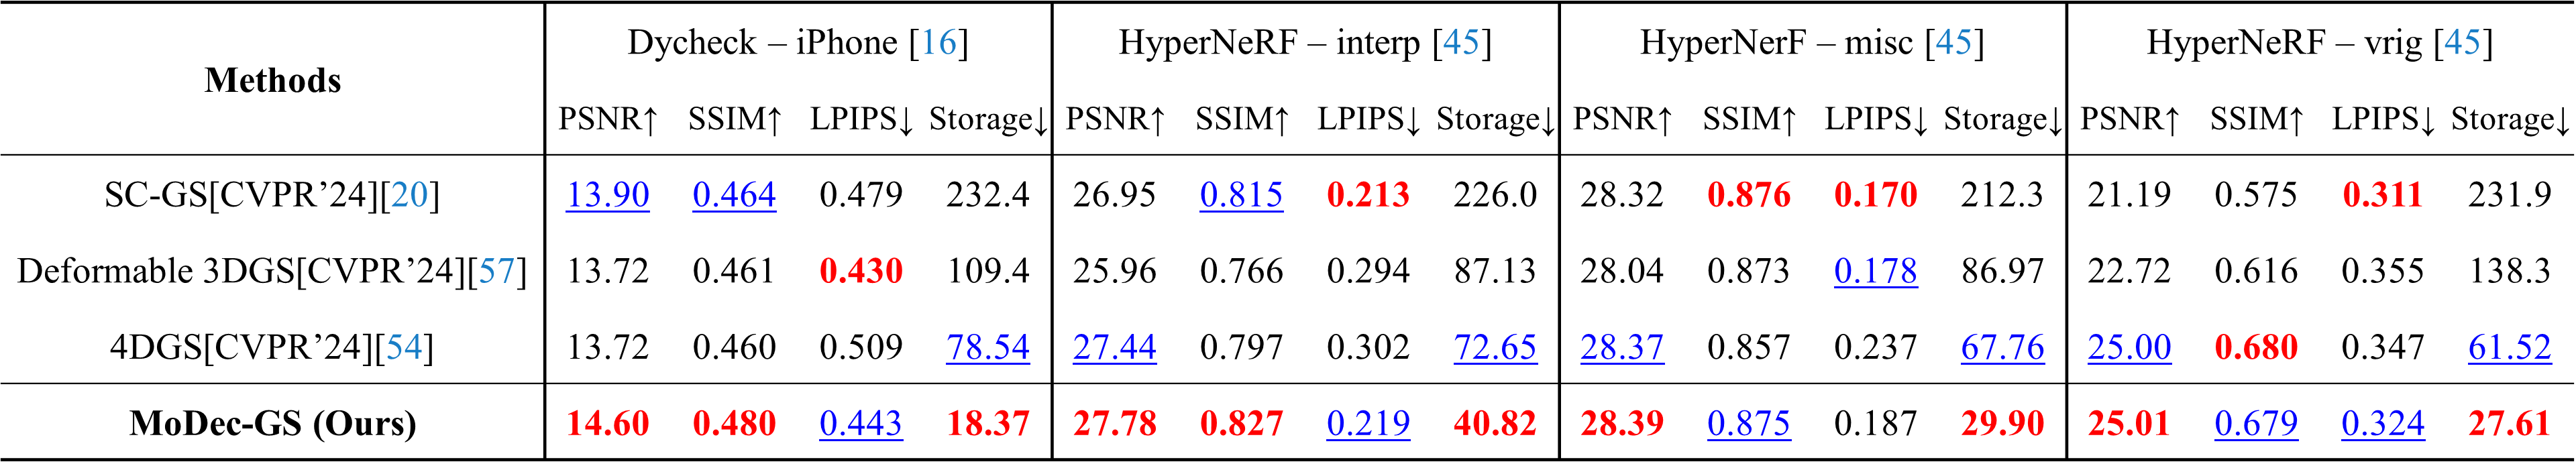 Methods Dycheck – iPhone [16] HyperNeRF – interp [45] HyperNerF – misc [45] HyperNeRF – vrig [45]
PSNR↑ SSIM↑ LPIPS↓ Storage↓ PSNR↑ SSIM↑ LPIPS↓ Storage↓ PSNR↑ SSIM↑ LPIPS↓ Storage↓ PSNR↑ SSIM↑ LPIPS↓ Storage↓
SC-GS[CVPR’24][20] 13.90 0.464 0.479 232.4 26.95 0.815 0.213 226.0 28.32 0.876 0.170 212.3 21.19 0.575 0.311 231.9
Deformable 3DGS[CVPR’24][57] 13.72 0.461 0.430 109.4 25.96 0.766 0.294 87.13 28.04 0.873 0.178 86.97 22.72 0.616 0.355 138.3
4DGS[CVPR’24][54] 13.72 0.460 0.509 78.54 27.44 0.797 0.302 72.65 28.37 0.857 0.237 67.76 25.00 0.680 0.347 61.52
MoDec-GS (Ours) 14.60 0.480 0.443 18.37 27.78 0.827 0.219 40.82 28.39 0.875 0.187 29.90 25.01 0.679 0.324 27.61